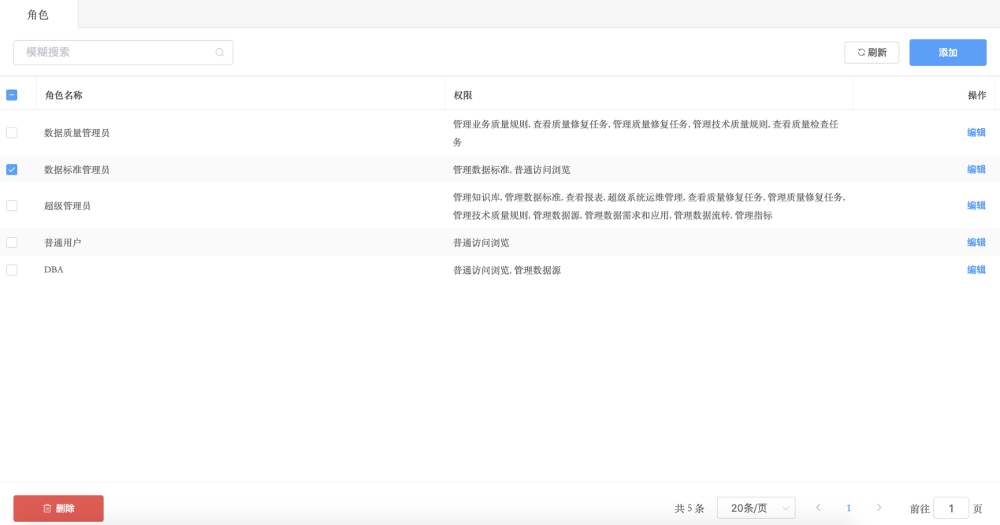 角色
模糊搜索
刷新
添加
角色名称 权限 操作
数据质量管理员 管理业务质量规则, 查看质量修复任务, 管理质量修复任务, 管理技术质量规则, 查看质量检查任 编辑
务
数据标准管理员 管理数据标准, 普通访问浏览 编辑
超级管理员 管理知识库, 管理数据标准, 查看报表, 超级系统运维管理, 查看质量修复任务, 管理质量修复任务, 编辑
管理技术质量规则, 管理数据源, 管理数据需求和应用, 管理数据流转, 管理指标
普通用户 普通访问浏览 编辑
DBA 普通访问浏览, 管理数据源 编辑
删除 共 5 条 20条/页 1 前往 1 页